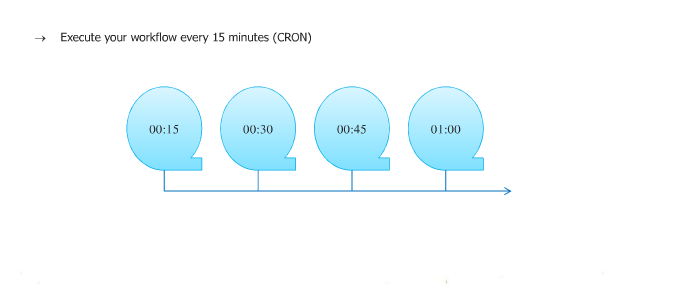 → Execute your workflow every 15 minutes (CRON)
00:15 00:30 00:45 01:00